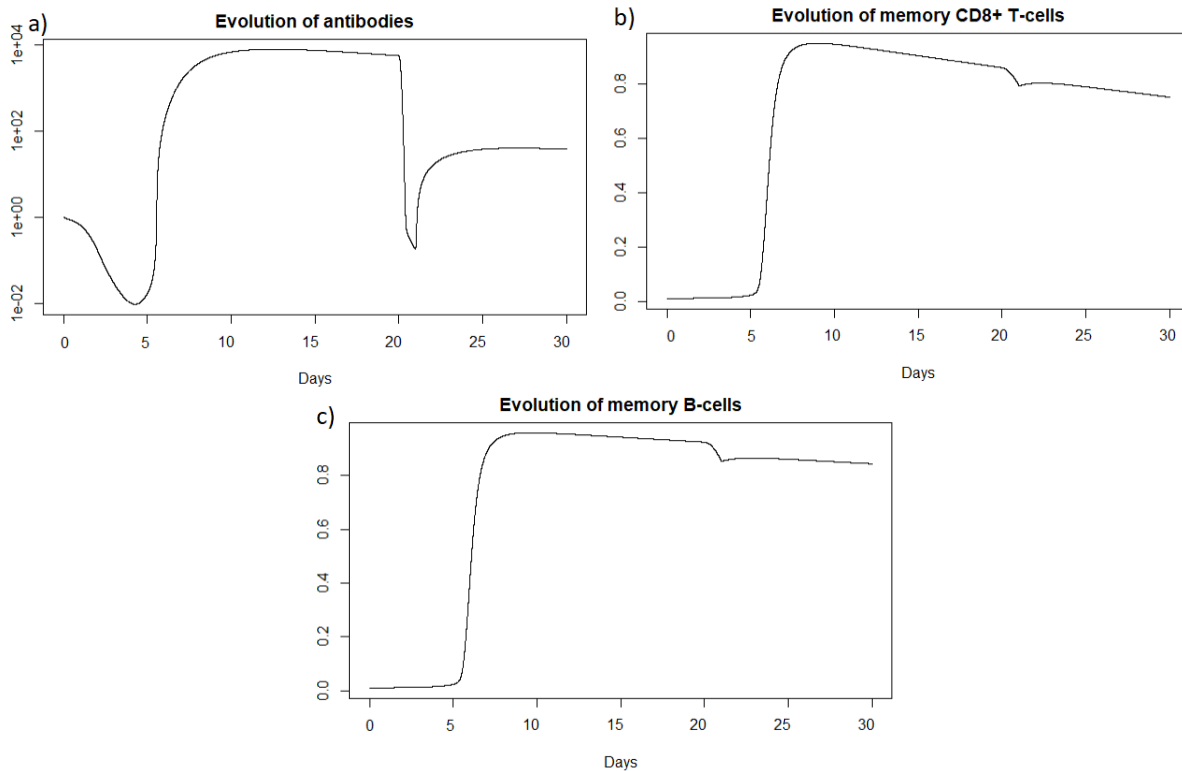 a)
Evolution of antibodies
1e+04
1e+02
1e+00
1e-02
0 5 10 15 20 25 30
Days
b)
Evolution of memory CD8+ T-cells
0.8
0.6
0.4
0.2
0.0
0 5 10 15 20 25 30
Days
c)
Evolution of memory B-cells
0.8
0.6
0.4
0.2
0.0
0 5 10 15 20 25 30
Days